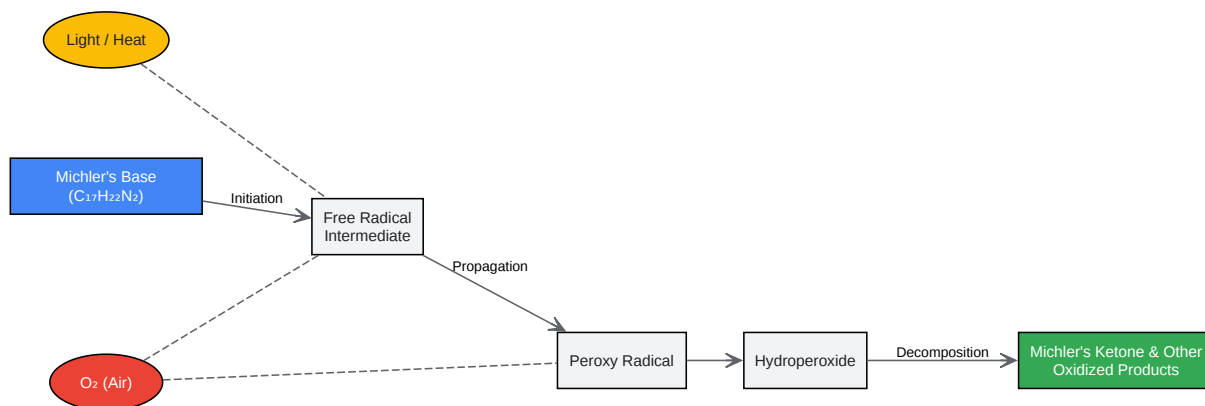 Light / Heat
Michler's Base
(C₁₇H₂₂N₂)
Initiation
Free Radical
Intermediate
Propagation
O₂ (Air)
Peroxy Radical
Hydroperoxide
Decomposition
Michler's Ketone & Other
Oxidized Products